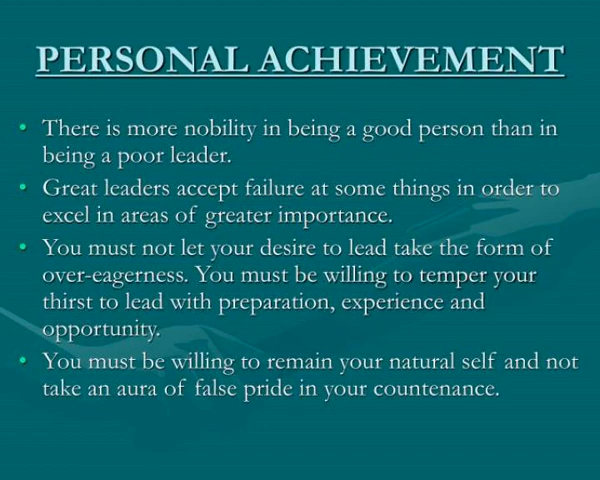 PERSONAL ACHIEVEMENT
• There is more nobility in being a good person than in
being a poor leader.
• Great leaders accept failure at some things in order to
excel in areas of greater importance.
• You must not let your desire to lead take the form of
over-eagerness. You must be willing to temper your
thirst to lead with preparation, experience and
opportunity.
• You must be willing to remain your natural self and not
take an aura of false pride in your countenance.